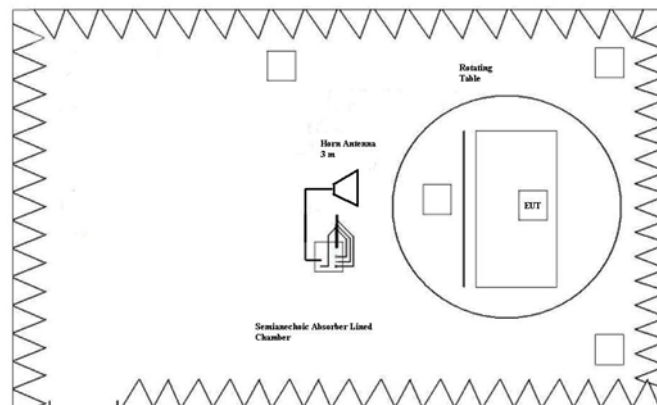 Rotating
Table
Horn Antenna
3 m
EUT
Semianechoic Absorber Lined
Chamber